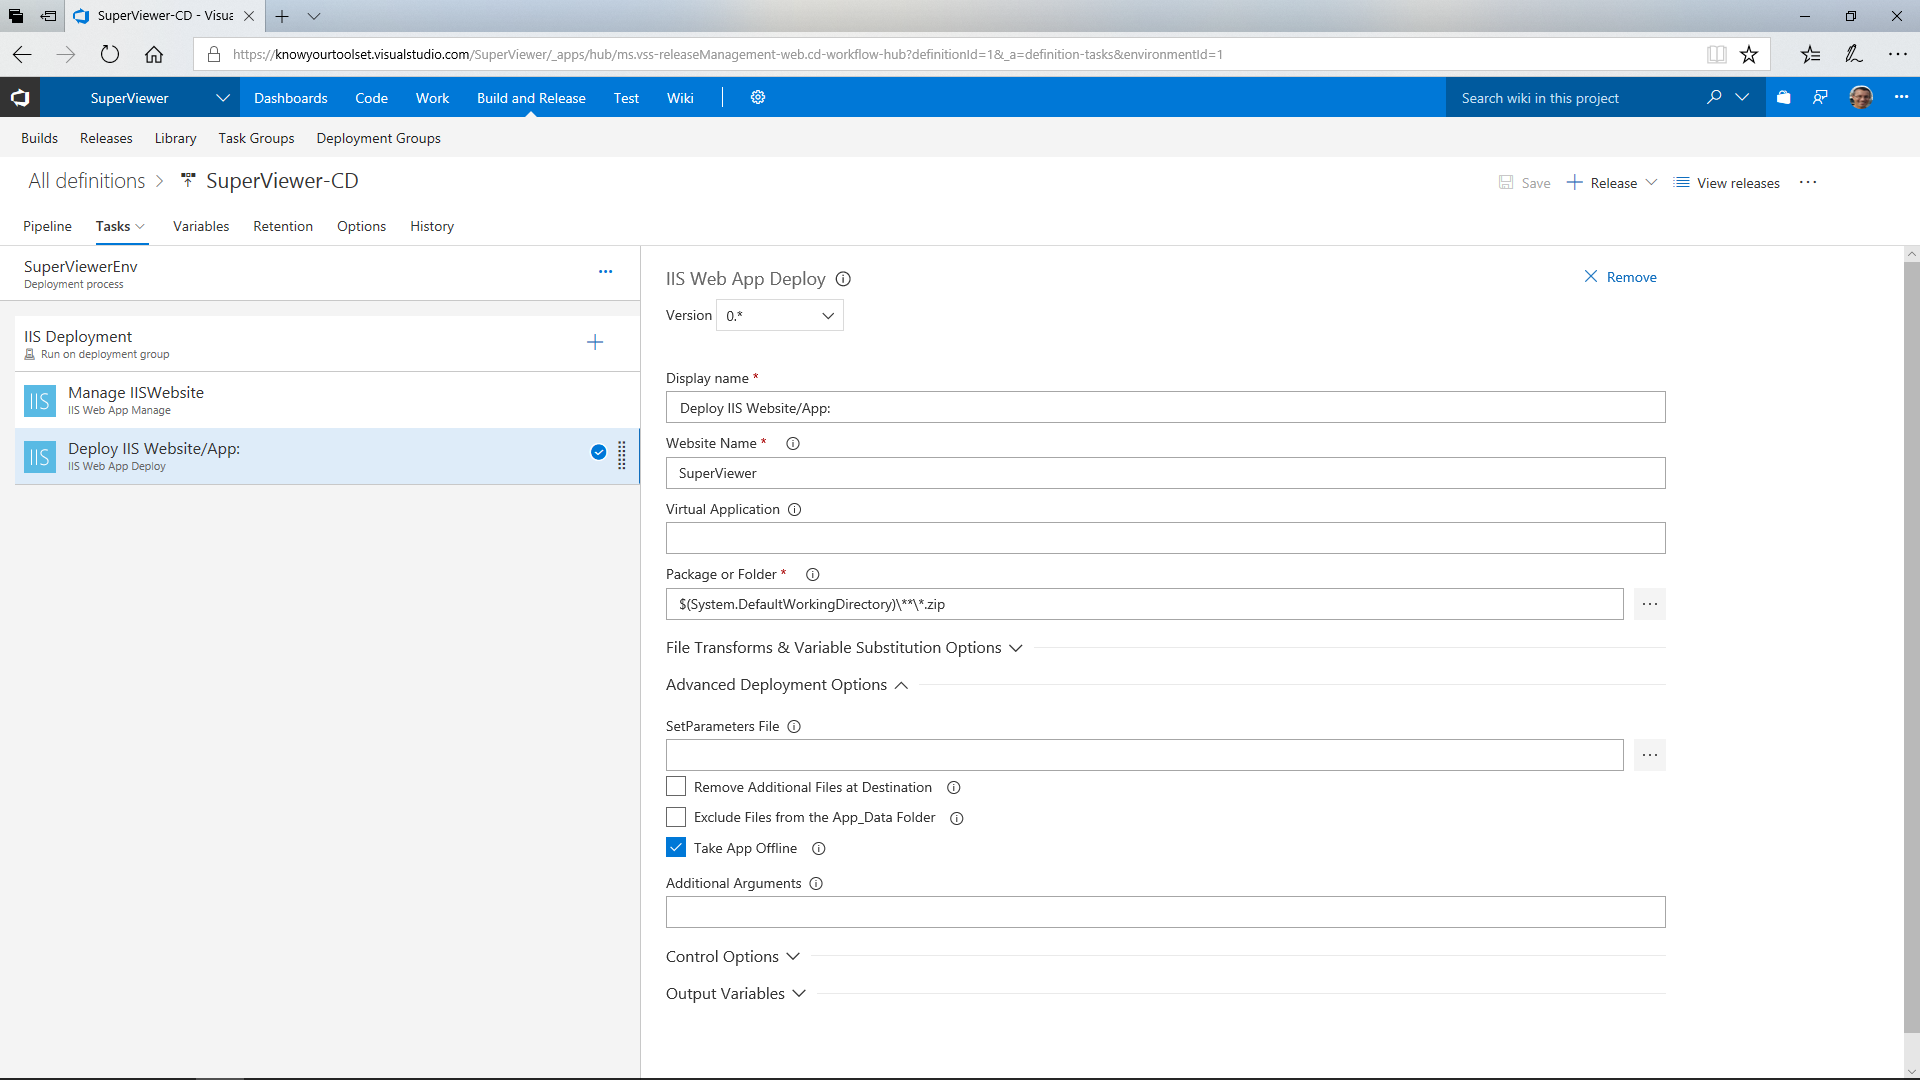 SuperViewer-CD - Visua
https://knowyourtoolset.visualstudio.com/SuperViewer/_apps/hub/ms.vss-releaseManagement-web.cd-workflow-hub?definitionId=1&_a=definition-tasks&environmentId=1
SuperViewer Dashboards Code Work Build and Release Test Wiki Search wiki in this project
Builds Releases Library Task Groups Deployment Groups
All definitions > SuperViewer-CD Save Release View releases ...
Pipeline Tasks Variables Retention Options History
SuperViewerEnv
Deployment process
IIS Deployment
Run on deployment group
IIS Manage IISWebsite
IIS Web App Manage
IIS Deploy IIS Website/App:
IIS Web App Deploy
IIS Web App Deploy Remove
Version 0.*
Display name *
Deploy IIS Website/App:
Website Name *
SuperViewer
Virtual Application
Package or Folder *
$(System.DefaultWorkingDirectory)\**\*.zip ...
File Transforms & Variable Substitution Options
Advanced Deployment Options
SetParameters File
...
Remove Additional Files at Destination
Exclude Files from the App_Data Folder
Take App Offline
Additional Arguments
Control Options
Output Variables